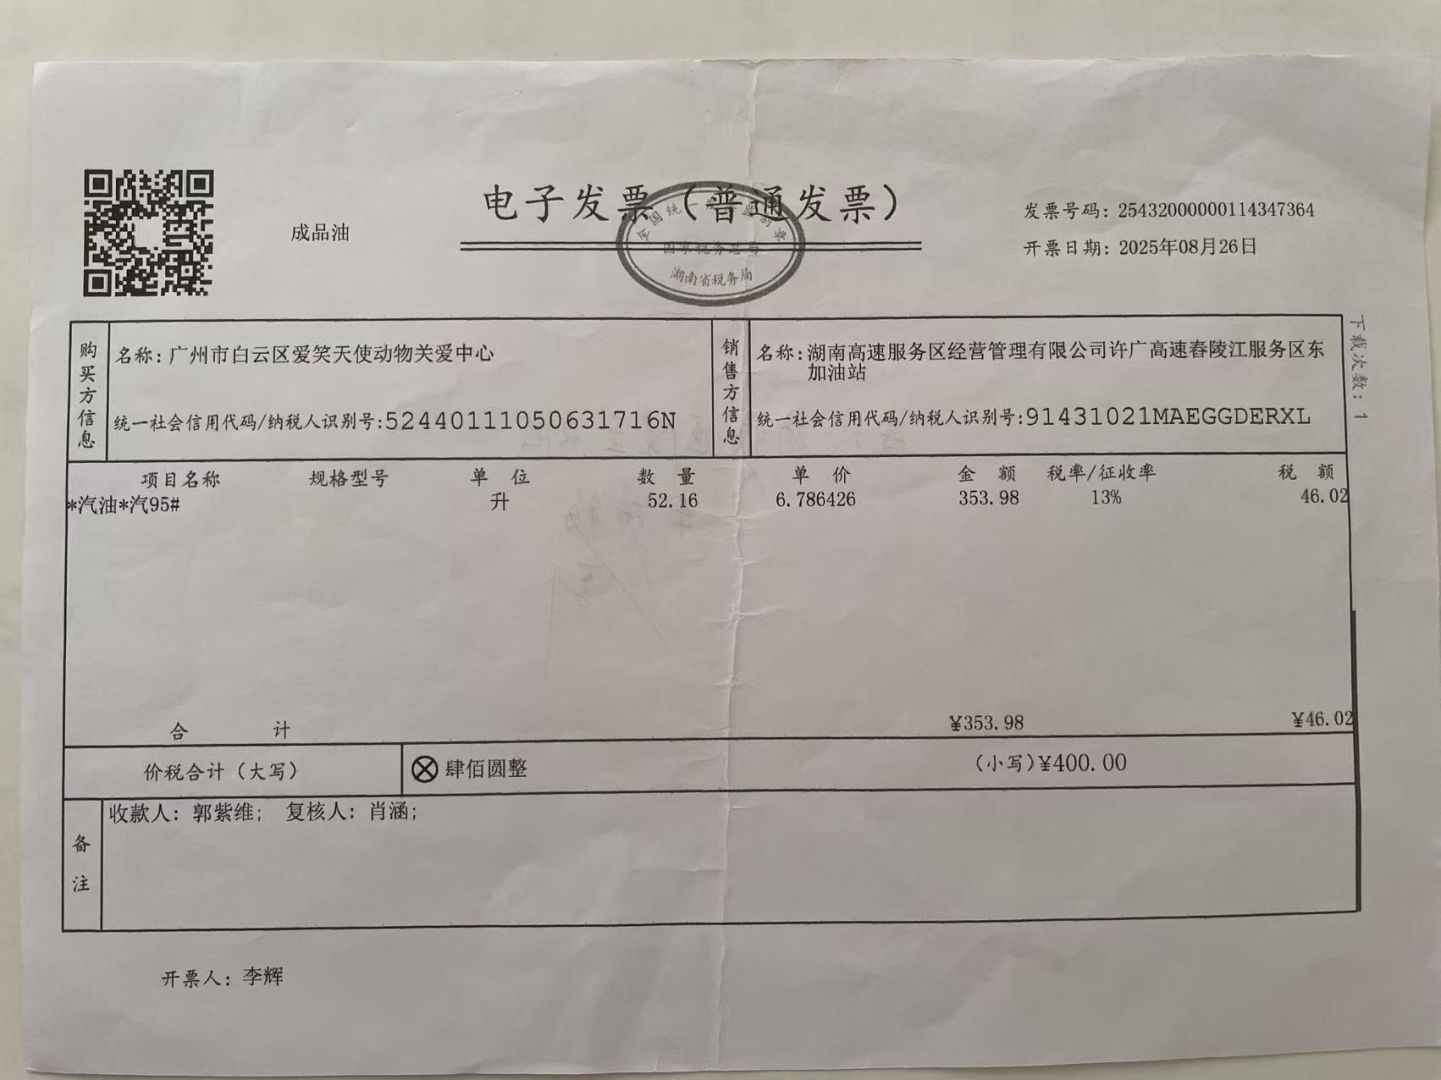 成品油
电子发票（普通发票）
全国统一发票监制章
国家税务总局
湖南省税务局
发票号码：25432000000114347364
开票日期：2025年08月26日
下载次数：1
购买方信息
名称：广州市白云区爱笑天使动物关爱中心
统一社会信用代码/纳税人识别号：52440111050631716N
销售方信息
名称：湖南高速服务区经营管理有限公司许广高速舂陵江服务区东
加油站
统一社会信用代码/纳税人识别号：91431021MAEGGDERXL
项目名称 规格型号 单位 数量 单价 金额 税率/征收率 税额
*汽油*汽95# 升 52.16 6.786426 353.98 13% 46.02
合计 ¥353.98 ¥46.02
价税合计（大写） ⊗肆佰圆整 （小写）¥400.00
备注
收款人：郭紫维； 复核人：肖涵；
开票人：李辉